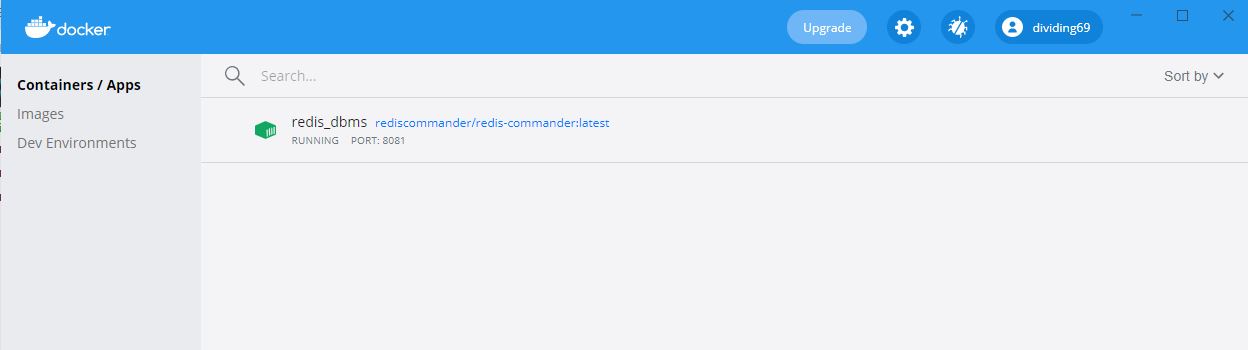 docker
Upgrade
dividing69
Containers / Apps
Images
Dev Environments
Search...
Sort by
redis_dbms rediscommander/redis-commander:latest
RUNNING PORT: 8081